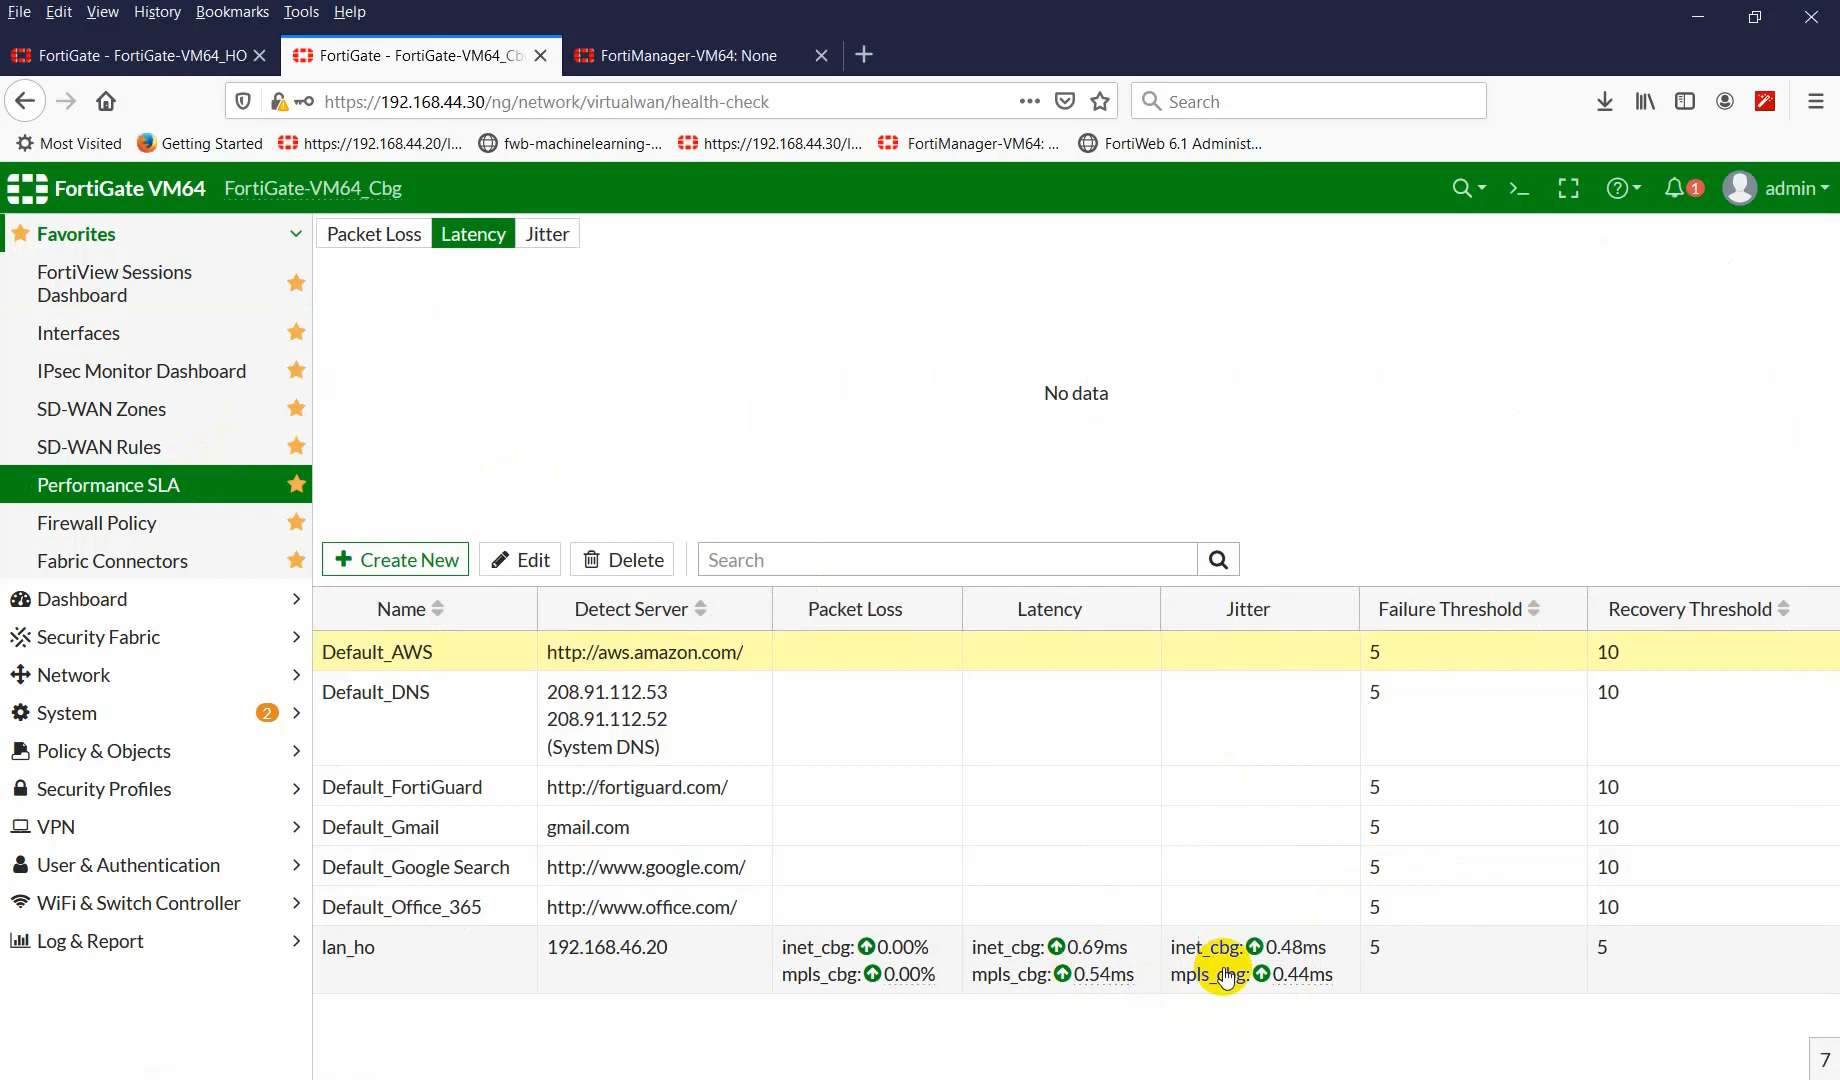 File Edit View History Bookmarks Tools Help
FortiGate - FortiGate-VM64_HO
FortiGate - FortiGate-VM64_Cb
FortiManager-VM64: None
https://192.168.44.30/ng/network/virtualwan/health-check
Search
Most Visited
Getting Started
https://192.168.44.20/l...
fwb-machinelearning-...
https://192.168.44.30/l...
FortiManager-VM64: ...
FortiWeb 6.1 Administ...
FortiGate VM64
FortiGate-VM64_Cbg
1
admin
Favorites
FortiView Sessions
Dashboard
Interfaces
IPsec Monitor Dashboard
SD-WAN Zones
SD-WAN Rules
Performance SLA
Firewall Policy
Fabric Connectors
Dashboard
Security Fabric
Network
System 2
Policy & Objects
Security Profiles
VPN
User & Authentication
WiFi & Switch Controller
Log & Report
Packet Loss Latency Jitter
No data
+ Create New Edit Delete Search
Name Detect Server Packet Loss Latency Jitter Failure Threshold Recovery Threshold
Default_AWS http://aws.amazon.com/ 5 10
Default_DNS 208.91.112.53 5 10
208.91.112.52
(System DNS)
Default_FortiGuard http://fortiguard.com/ 5 10
Default_Gmail gmail.com 5 10
Default_Google Search http://www.google.com/ 5 10
Default_Office_365 http://www.office.com/ 5 10
lan_ho 192.168.46.20 inet_cbg: 0.00% inet_cbg: 0.69ms inet_cbg: 0.48ms 5 5
mpls_cbg: 0.00% mpls_cbg: 0.54ms mpls_cbg: 0.44ms
7